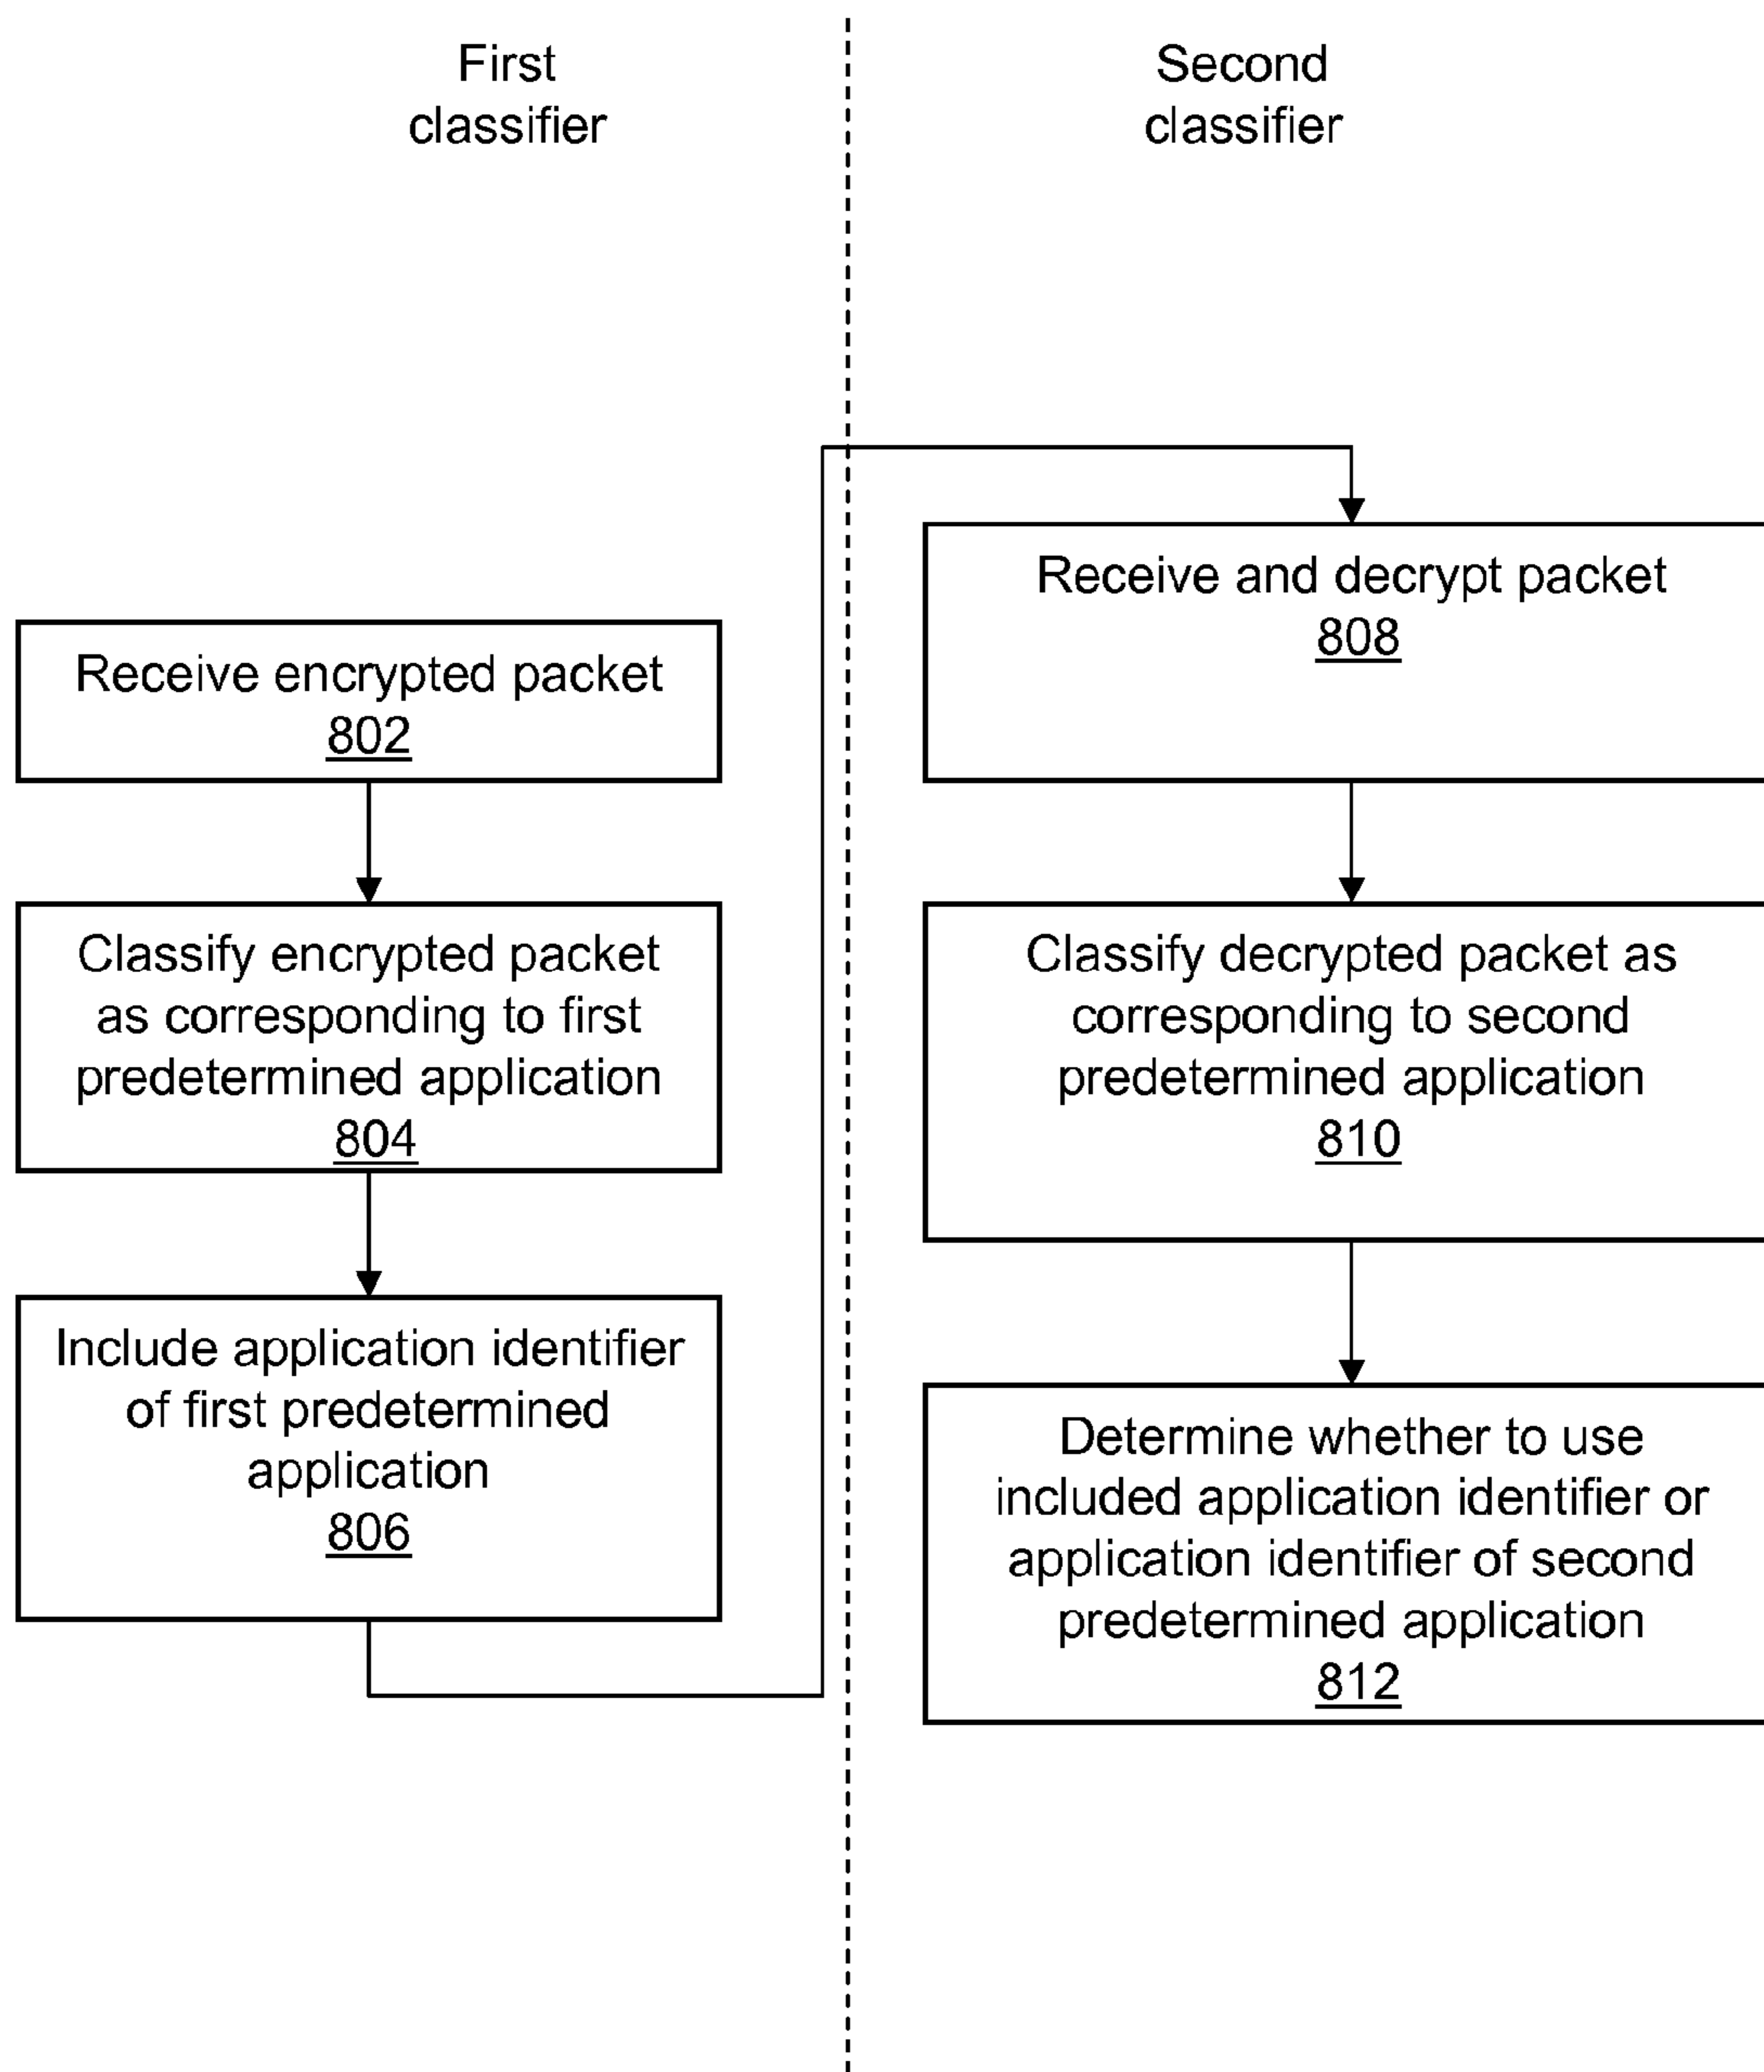 First
classifier
Second
classifier
Receive encrypted packet
802
Classify encrypted packet
as corresponding to first
predetermined application
804
Include application identifier
of first predetermined
application
806
Receive and decrypt packet
808
Classify decrypted packet as
corresponding to second
predetermined application
810
Determine whether to use
included application identifier or
application identifier of second
predetermined application
812